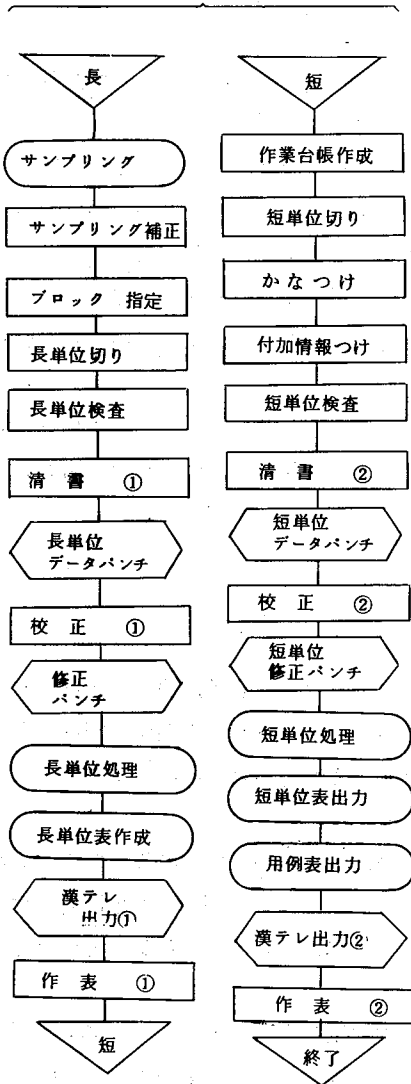 長
サンプリング
サンプリング補正
ブロック 指定
長単位切り
長単位検査
清書 ①
長単位
データパンチ
校正 ①
修正
パンチ
長単位処理
長単位表作成
漢テレ
出力①
作表 ①
短
短
作業台帳作成
短単位切り
かなつけ
付加情報つけ
短単位検査
清書 ②
短単位
データパンチ
校正 ②
短単位
修正パンチ
短単位処理
短単位表出力
用例表出力
漢テレ出力②
作表 ②
終了